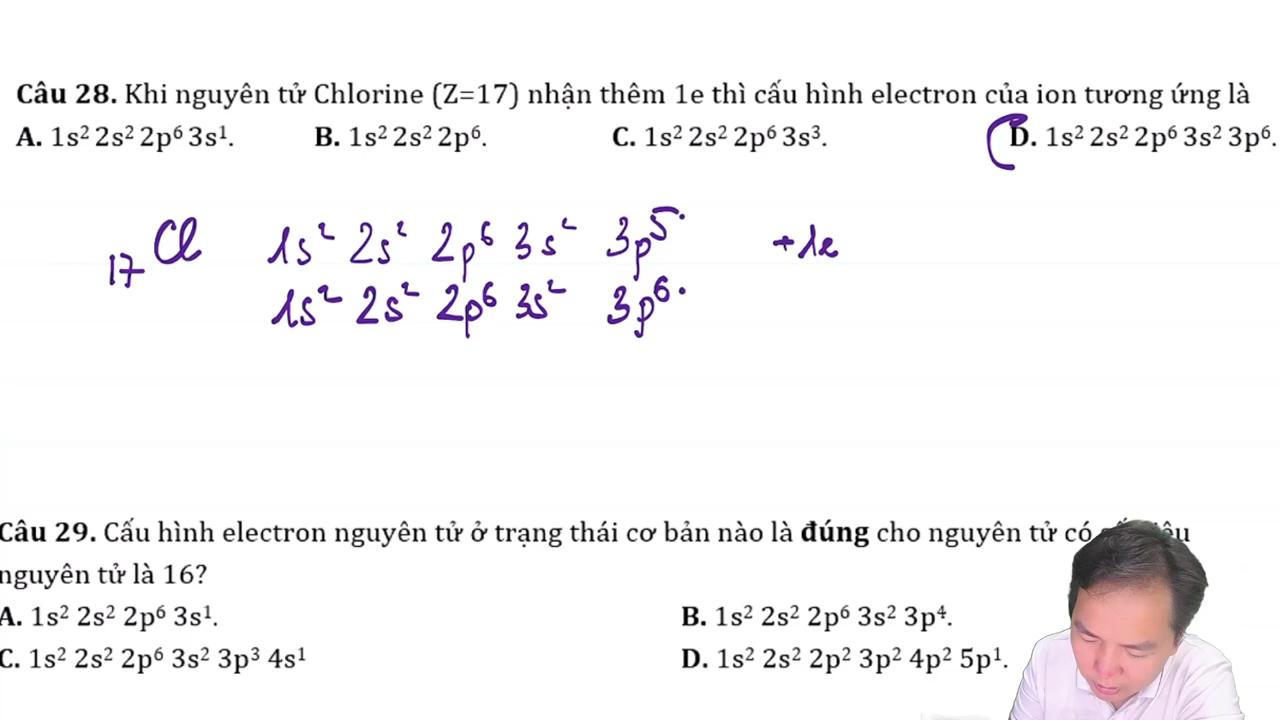 Câu 28. Khi nguyên tử Chlorine (Z=17) nhận thêm 1e thì cấu hình electron của ion tương ứng là
A. 1s² 2s² 2p⁶ 3s¹. B. 1s² 2s² 2p⁶. C. 1s² 2s² 2p⁶ 3s³. D. 1s² 2s² 2p⁶ 3s² 3p⁶.
₁₇Cl 1s² 2s² 2p⁶ 3s² 3p⁵. +1e
1s² 2s² 2p⁶ 3s² 3p⁶.
Câu 29. Cấu hình electron nguyên tử ở trạng thái cơ bản nào là đúng cho nguyên tử có
nguyên tử là 16?
A. 1s² 2s² 2p⁶ 3s¹. B. 1s² 2s² 2p⁶ 3s² 3p⁴.
C. 1s² 2s² 2p⁶ 3s² 3p³ 4s¹ D. 1s² 2s² 2p² 3p² 4p² 5p¹.